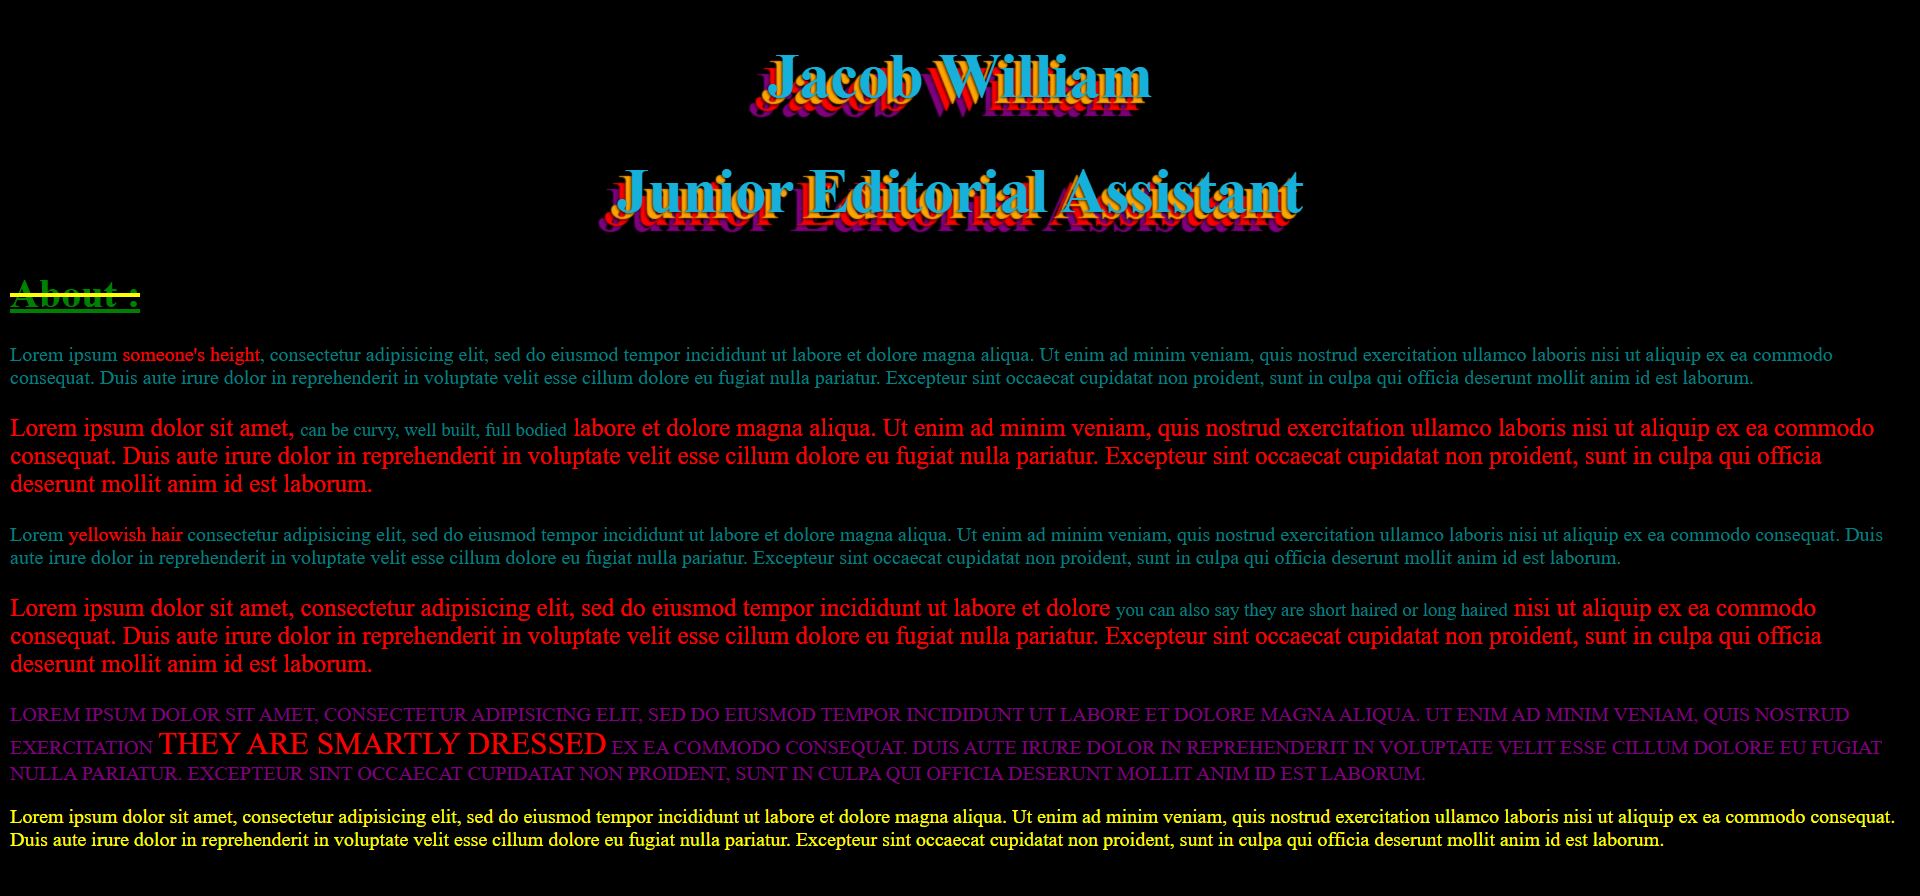 Jacob William
Junior Editorial Assistant
About :
Lorem ipsum someone's height, consectetur adipisicing elit, sed do eiusmod tempor incididunt ut labore et dolore magna aliqua. Ut enim ad minim veniam, quis nostrud exercitation ullamco laboris nisi ut aliquip ex ea commodo
consequat. Duis aute irure dolor in reprehenderit in voluptate velit esse cillum dolore eu fugiat nulla pariatur. Excepteur sint occaecat cupidatat non proident, sunt in culpa qui officia deserunt mollit anim id est laborum.
Lorem ipsum dolor sit amet, can be curvy, well built, full bodied labore et dolore magna aliqua. Ut enim ad minim veniam, quis nostrud exercitation ullamco laboris nisi ut aliquip ex ea commodo
consequat. Duis aute irure dolor in reprehenderit in voluptate velit esse cillum dolore eu fugiat nulla pariatur. Excepteur sint occaecat cupidatat non proident, sunt in culpa qui officia
deserunt mollit anim id est laborum.
Lorem yellowish hair consectetur adipisicing elit, sed do eiusmod tempor incididunt ut labore et dolore magna aliqua. Ut enim ad minim veniam, quis nostrud exercitation ullamco laboris nisi ut aliquip ex ea commodo consequat. Duis
aute irure dolor in reprehenderit in voluptate velit esse cillum dolore eu fugiat nulla pariatur. Excepteur sint occaecat cupidatat non proident, sunt in culpa qui officia deserunt mollit anim id est laborum.
Lorem ipsum dolor sit amet, consectetur adipisicing elit, sed do eiusmod tempor incididunt ut labore et dolore you can also say they are short haired or long haired nisi ut aliquip ex ea commodo
consequat. Duis aute irure dolor in reprehenderit in voluptate velit esse cillum dolore eu fugiat nulla pariatur. Excepteur sint occaecat cupidatat non proident, sunt in culpa qui officia
deserunt mollit anim id est laborum.
LOREM IPSUM DOLOR SIT AMET, CONSECTETUR ADIPISICING ELIT, SED DO EIUSMOD TEMPOR INCIDIDUNT UT LABORE ET DOLORE MAGNA ALIQUA. UT ENIM AD MINIM VENIAM, QUIS NOSTRUD
EXERCITATION THEY ARE SMARTLY DRESSED EX EA COMMODO CONSEQUAT. DUIS AUTE IRURE DOLOR IN REPREHENDERIT IN VOLUPTATE VELIT ESSE CILLUM DOLORE EU FUGIAT
NULLA PARIATUR. EXCEPTEUR SINT OCCAECAT CUPIDATAT NON PROIDENT, SUNT IN CULPA QUI OFFICIA DESERUNT MOLLIT ANIM ID EST LABORUM.
Lorem ipsum dolor sit amet, consectetur adipisicing elit, sed do eiusmod tempor incididunt ut labore et dolore magna aliqua. Ut enim ad minim veniam, quis nostrud exercitation ullamco laboris nisi ut aliquip ex ea commodo consequat.
Duis aute irure dolor in reprehenderit in voluptate velit esse cillum dolore eu fugiat nulla pariatur. Excepteur sint occaecat cupidatat non proident, sunt in culpa qui officia deserunt mollit anim id est laborum.